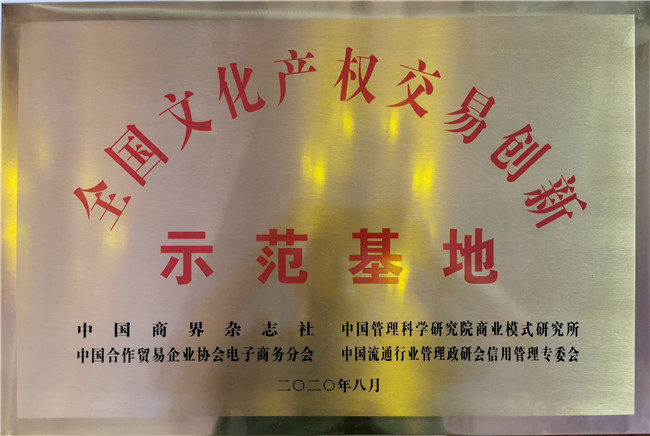 全国文化产权交易创新
示范基地
中国商界杂志社 中国管理科学研究院商业模式研究所
中国合作贸易企业协会电子商务分会 中国流通行业管理政研会信用管理专委会
二〇二〇年八月